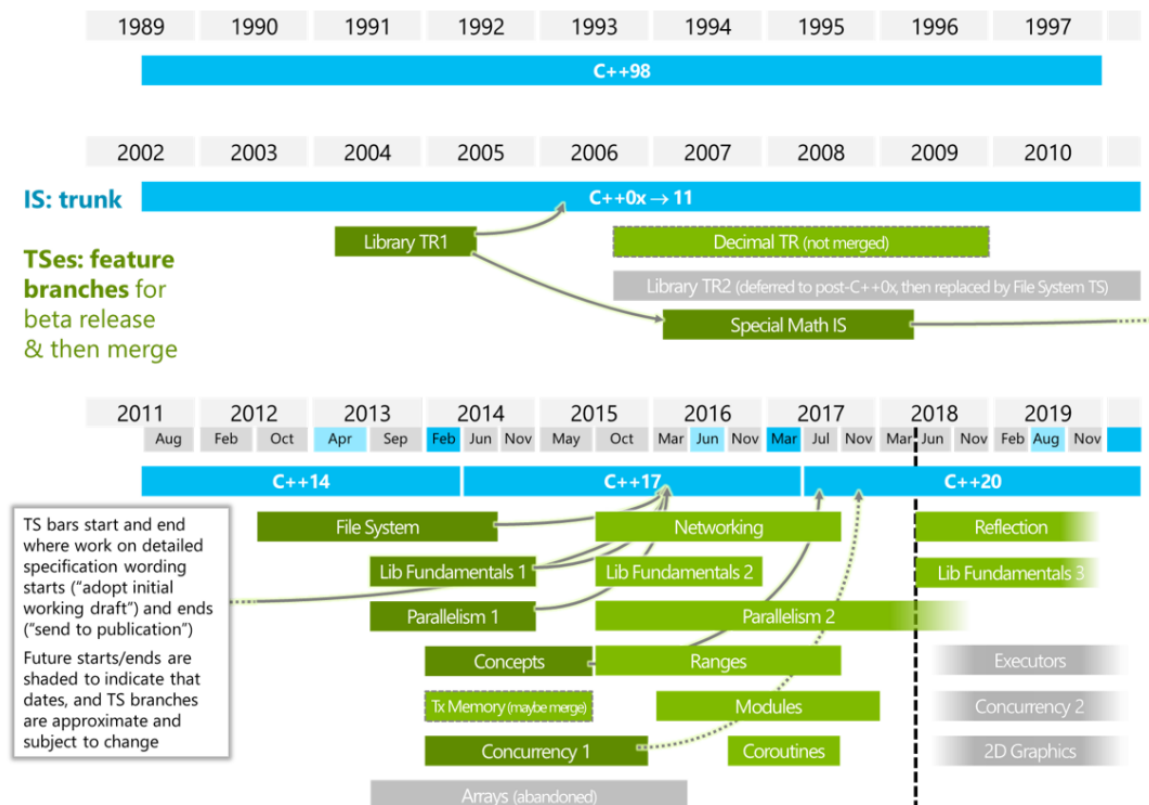 1989 1990 1991 1992 1993 1994 1995 1996 1997
C++98
2002 2003 2004 2005 2006 2007 2008 2009 2010
IS: trunk
C++0x → 11
Library TR1
Decimal TR (not merged)
TSes: feature
branches for
beta release
& then merge
Library TR2 (deferred to post-C++0x, then replaced by File System TS)
Special Math IS
2011 2012 2013 2014 2015 2016 2017 2018 2019
Aug Feb Oct Apr Sep Feb Jun Nov May Oct Mar Jun Nov Mar Jul Nov Mar Jun Nov Feb Aug Nov
C++14 C++17 C++20
TS bars start and end
where work on detailed
specification wording
starts (“adopt initial
working draft”) and ends
(“send to publication”)
Future starts/ends are
shaded to indicate that
dates, and TS branches
are approximate and
subject to change
File System Networking Reflection
Lib Fundamentals 1 Lib Fundamentals 2 Lib Fundamentals 3
Parallelism 1 Parallelism 2
Concepts Ranges Executors
Tx Memory (maybe merge) Modules Concurrency 2
Concurrency 1 Coroutines 2D Graphics
Arrays (abandoned)